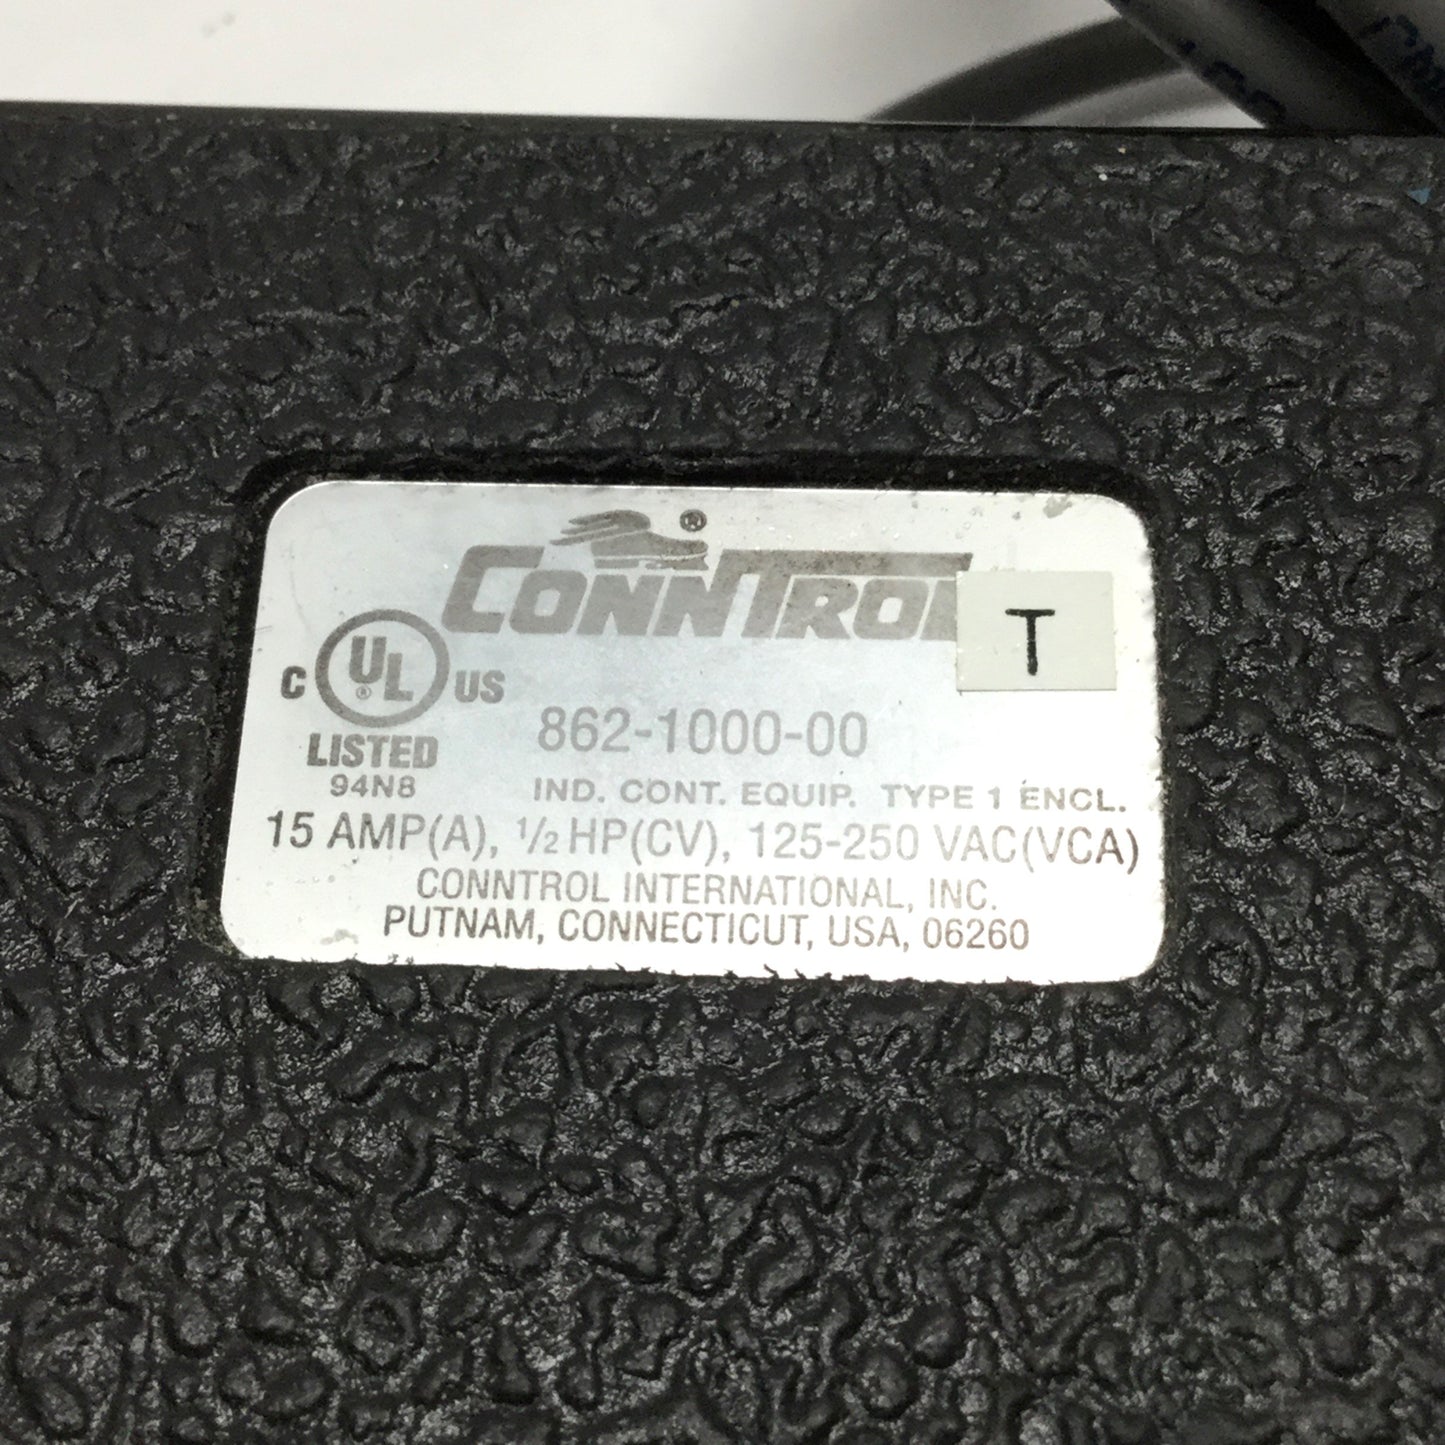 ® CONNTROL
T
C UL® US
LISTED
94N8
862-1000-00
IND. CONT. EQUIP. TYPE 1 ENCL.
15 AMP(A), 1/2 HP(CV), 125-250 VAC(VCA)
CONNTROL INTERNATIONAL, INC.
PUTNAM, CONNECTICUT, USA, 06260